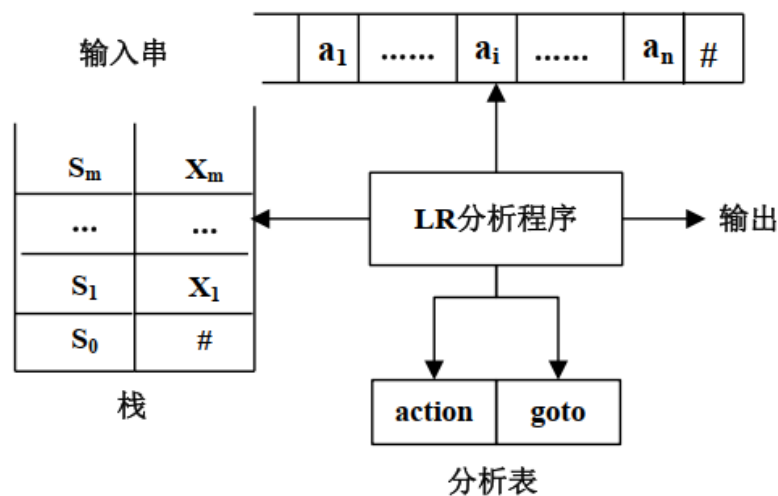 输入串 a1 …… ai …… an #
Sm Xm
... ...
S1 X1
S0 #
栈
LR分析程序
输出
action goto
分析表